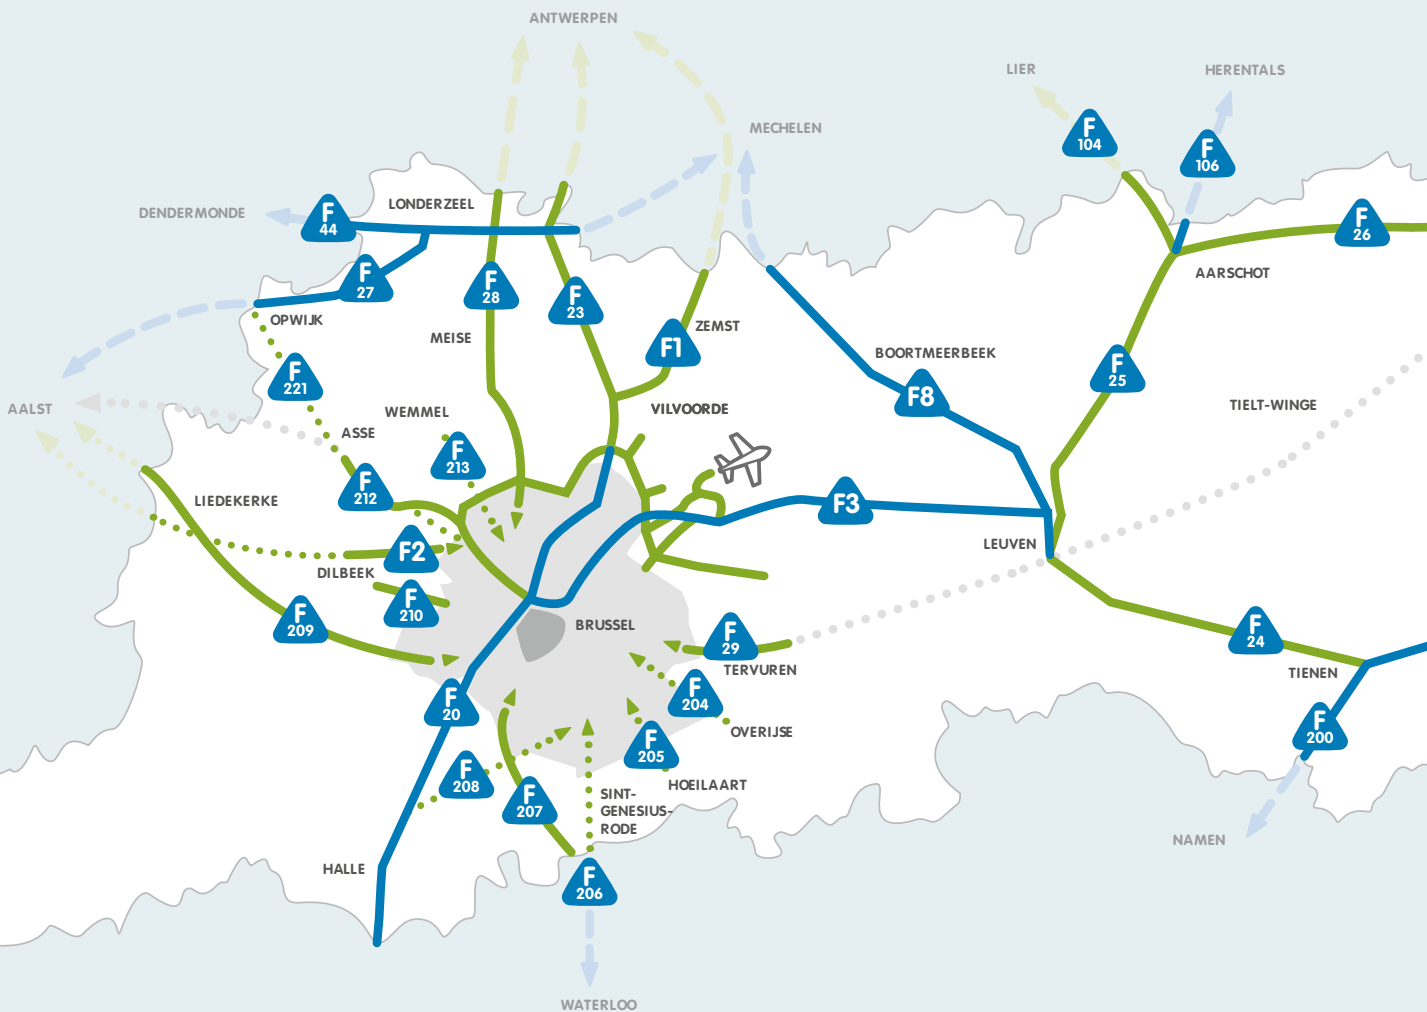 ANTWERPEN
LIER
HERENTALS
MECHELEN
F
104
F
106
DENDERMONDE
F
44
LONDERZEEL
F
26
F
27
F
28
F
23
AARSCHOT
OPWIJK
MEISE
ZEMST
F1
BOORTMEERBEEK
F
221
F
25
F8
AALST
WEMMEL
VILVOORDE
TIELT-WINGE
ASSE
F
213
F
212
LIEDEKERKE
F3
F2
LEUVEN
DILBEEK
F
210
F
209
BRUSSEL
F
29
F
24
TERVUREN
TIENEN
F
20
F
204
OVERIJSE
F
200
F
205
F
208
HOEILAART
F
207
SINT-
GENESIUS-
RODE
NAMEN
HALLE
F
206
WATERLOO